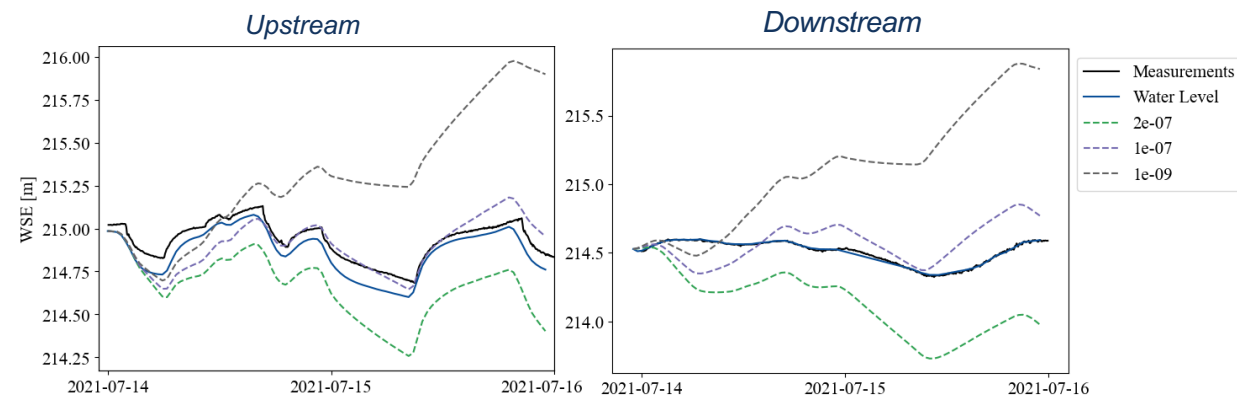 Upstream
Downstream
WSE [m]
216.00
215.75
215.50
215.25
215.00
214.75
214.50
214.25
2021-07-14
2021-07-15
2021-07-16
215.5
215.0
214.5
214.0
2021-07-14
2021-07-15
2021-07-16
Measurements
Water Level
2e-07
1e-07
1e-09